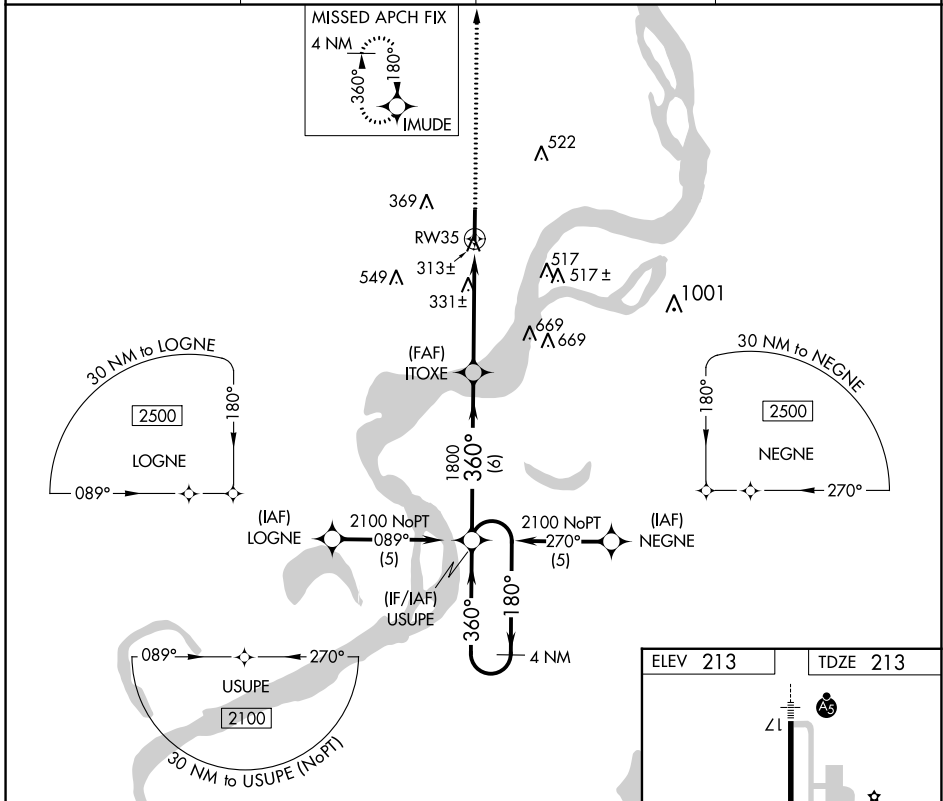 MISSED APCH FIX
4 NM
360°
180°
IMUDE
522
369
RW35
313±
517
517 ±
549
331±
1001
669
669
(FAF)
ITOXE
30 NM to LOGNE
2500
180°
LOGNE
089°
30 NM to NEGNE
180°
2500
NEGNE
270°
1800
360°
(6)
(IAF)
LOGNE
2100 NoPT
089°
(5)
2100 NoPT
270°
(5)
(IAF)
NEGNE
(IF/IAF)
USUPE
360°
180°
4 NM
089°
270°
USUPE
2100
30 NM to USUPE (NoPT)
ELEV 213
TDZE 213
17
A5